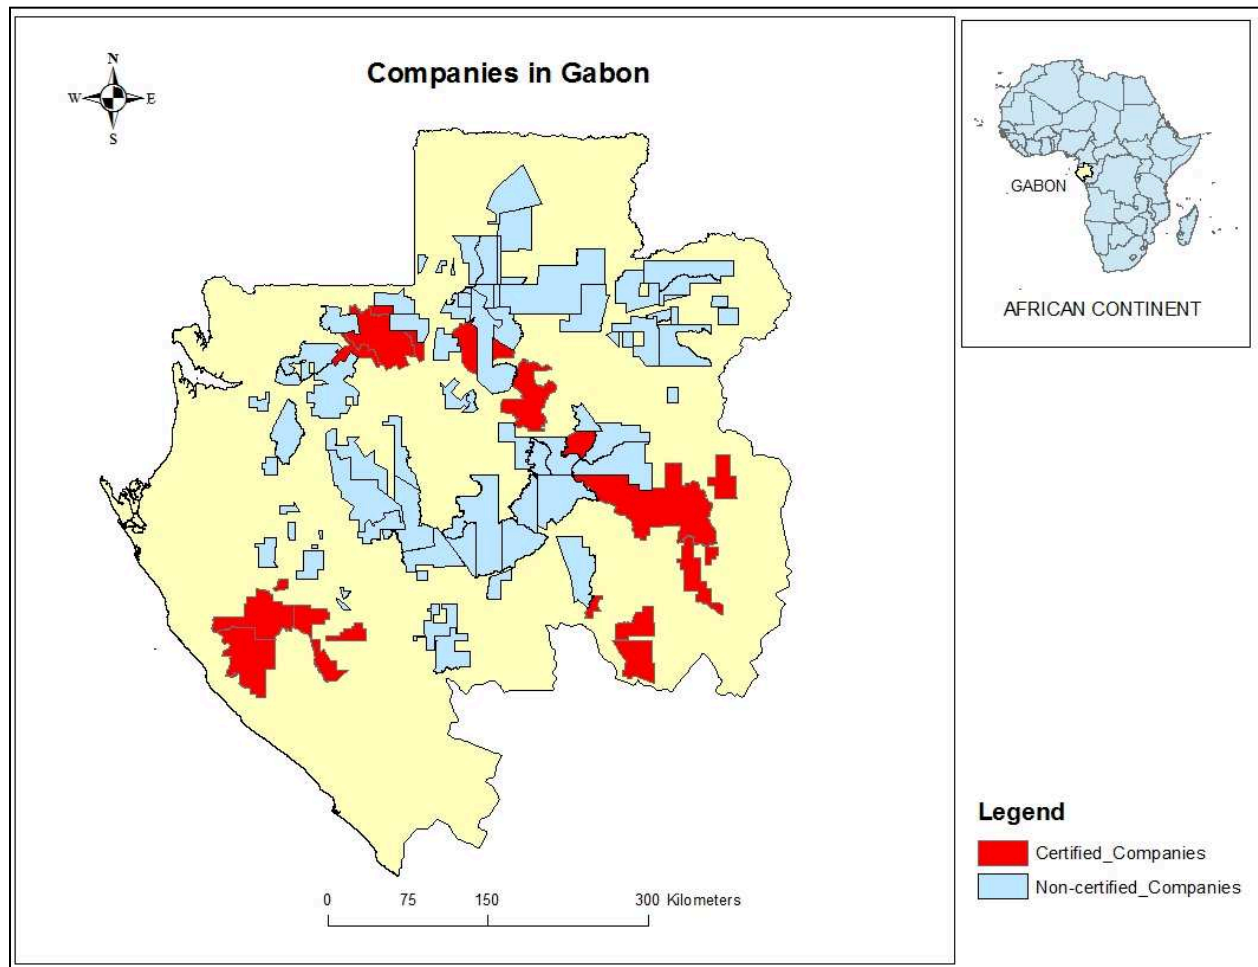 Companies in Gabon
N
W E
S
GABON
AFRICAN CONTINENT
Legend
Certified_Companies
Non-certified_Companies
0 75 150 300 Kilometers